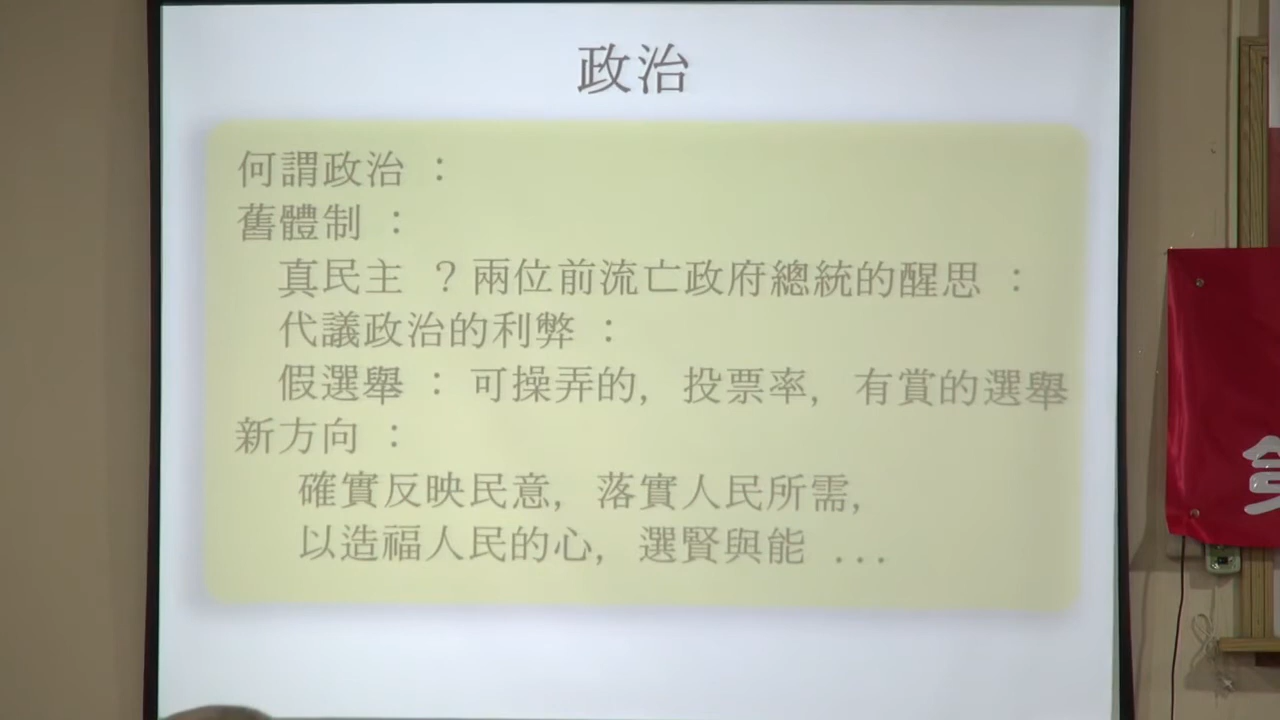 政治
何謂政治 :
舊體制 :
真民主 ? 兩位前流亡政府總統的醒思 :
代議政治的利弊 :
假選舉 : 可操弄的, 投票率, 有賞的選舉
新方向 :
確實反映民意, 落實人民所需,
以造福人民的心, 選賢與能 ...